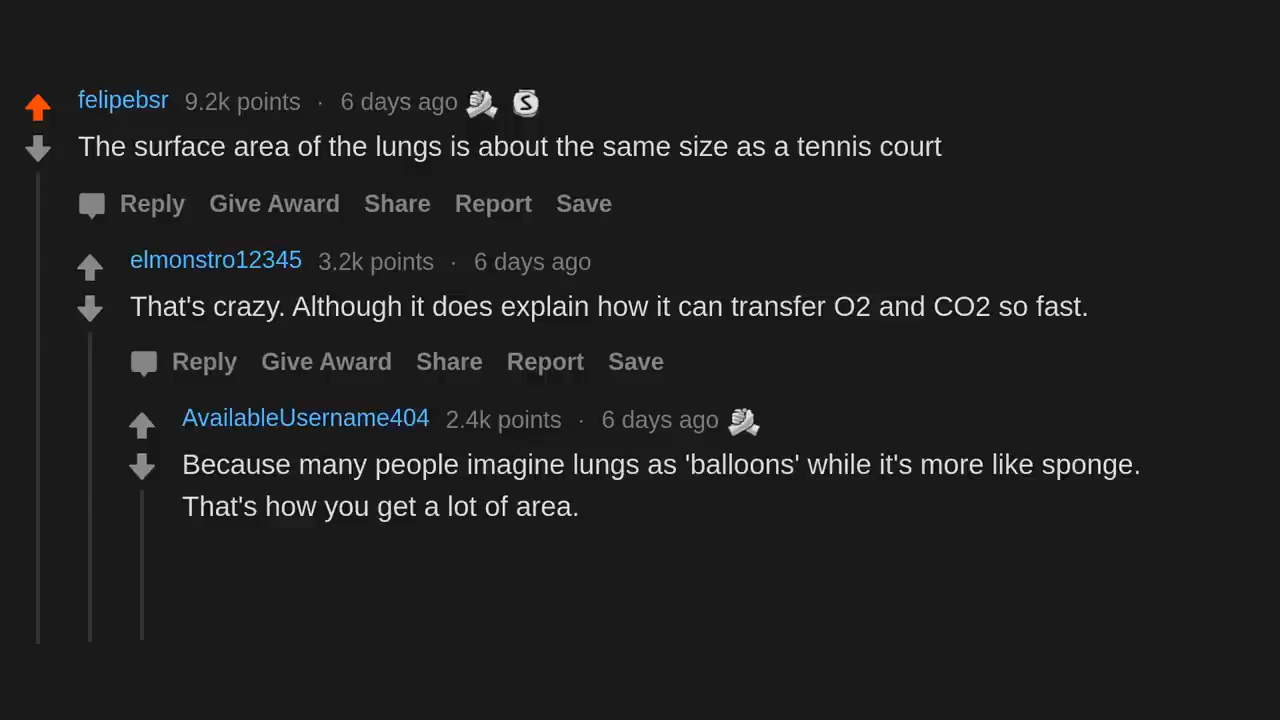 felipebsr 9.2k points · 6 days ago
The surface area of the lungs is about the same size as a tennis court
Reply Give Award Share Report Save
elmonstro12345 3.2k points · 6 days ago
That's crazy. Although it does explain how it can transfer O2 and CO2 so fast.
Reply Give Award Share Report Save
AvailableUsername404 2.4k points · 6 days ago
Because many people imagine lungs as 'balloons' while it's more like sponge.
That's how you get a lot of area.